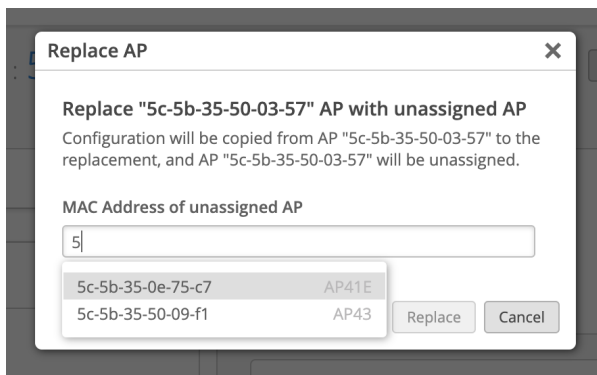 Replace AP
Replace "5c-5b-35-50-03-57" AP with unassigned AP
Configuration will be copied from AP "5c-5b-35-50-03-57" to the
replacement, and AP "5c-5b-35-50-03-57" will be unassigned.
MAC Address of unassigned AP
5
5c-5b-35-0e-75-c7 AP41E
5c-5b-35-50-09-f1 AP43
Replace Cancel